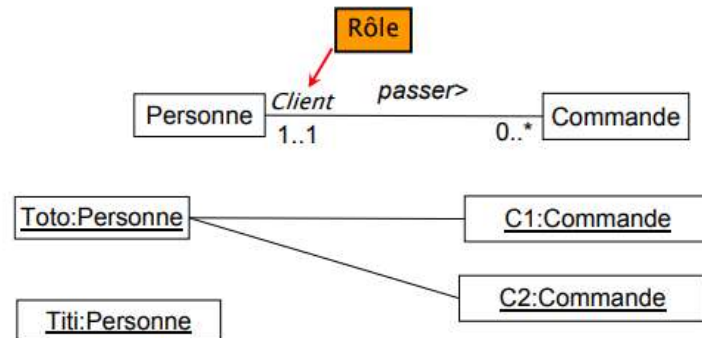 Rôle
Personne
Client
passer>
1..1
0..*
Commande
Toto:Personne
C1:Commande
C2:Commande
Titi:Personne